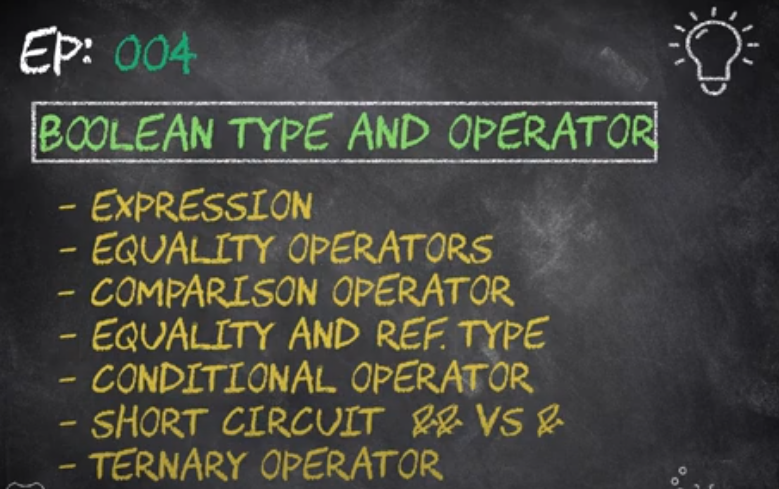 EP: 004
BOOLEAN TYPE AND OPERATOR
- EXPRESSION
- EQUALITY OPERATORS
- COMPARISON OPERATOR
- EQUALITY AND REF. TYPE
- CONDITIONAL OPERATOR
- SHORT CIRCUIT && VS &
- TERNARY OPERATOR